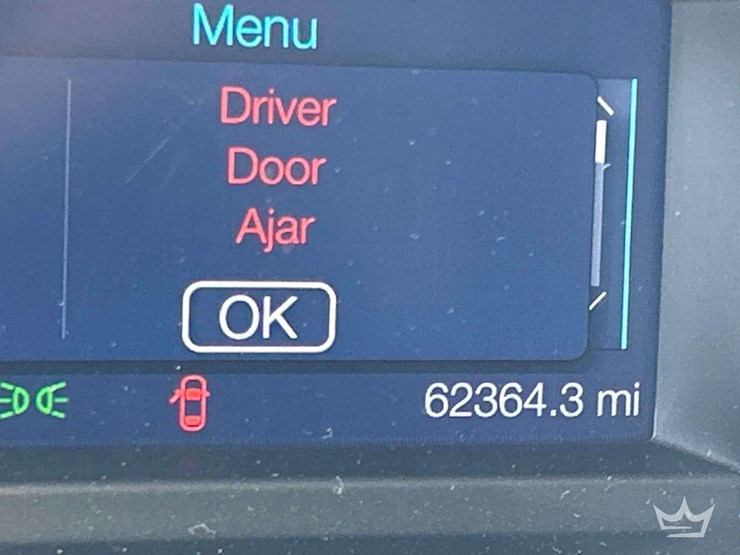 Menu
Driver
Door
Ajar
OK
62364.3 mi